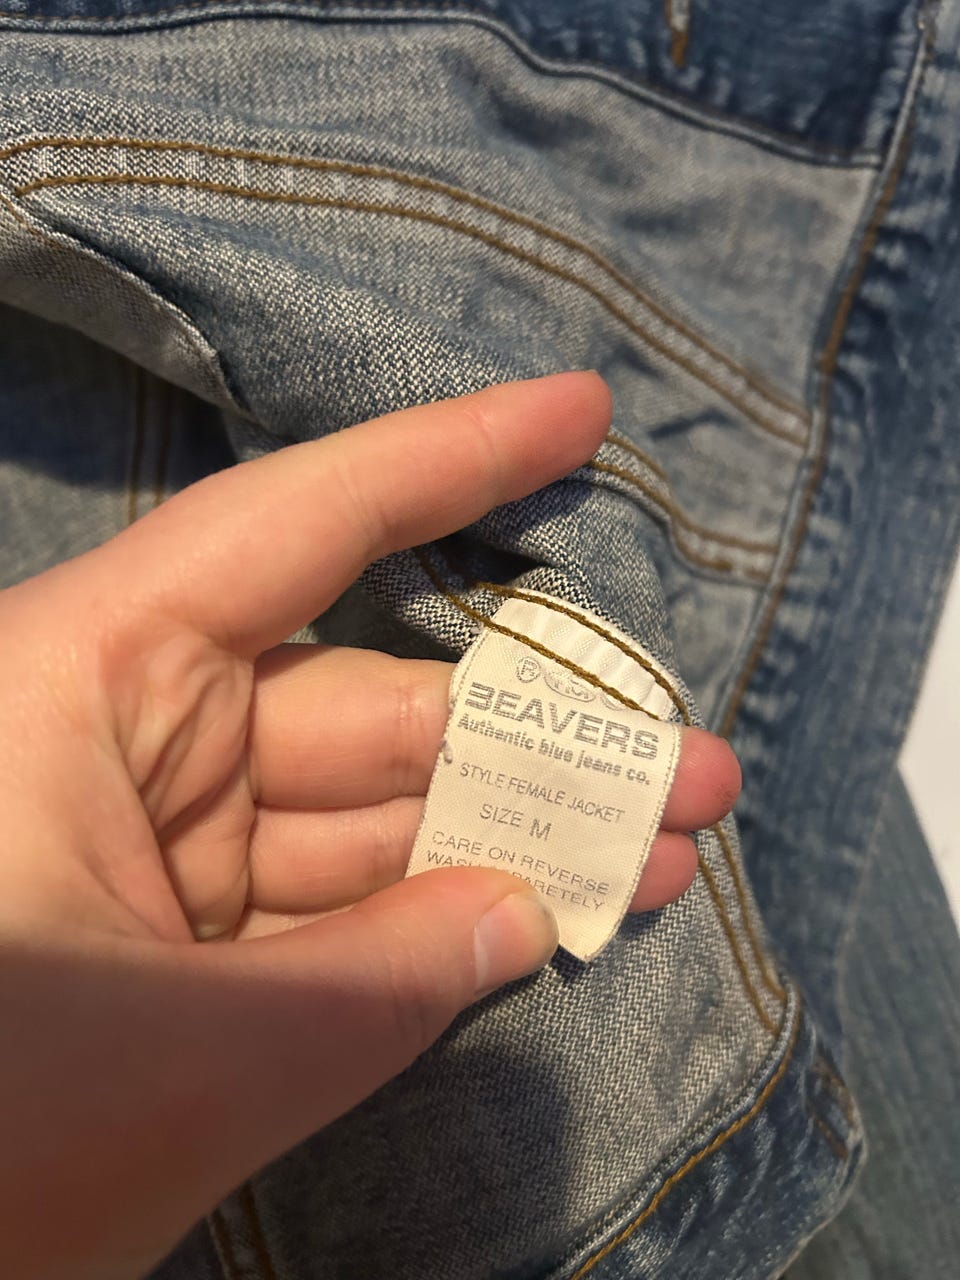 ®
BEAVERS
Authentic blue jeans co.
STYLE FEMALE JACKET
SIZE M
CARE ON REVERSE